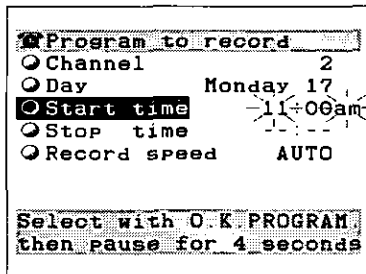 Program to record
Channel 2
Day Monday 17
Start time 11:00am
Stop time --:--
Record speed AUTO
Select with O.K.PROGRAM.
then pause for 4 seconds